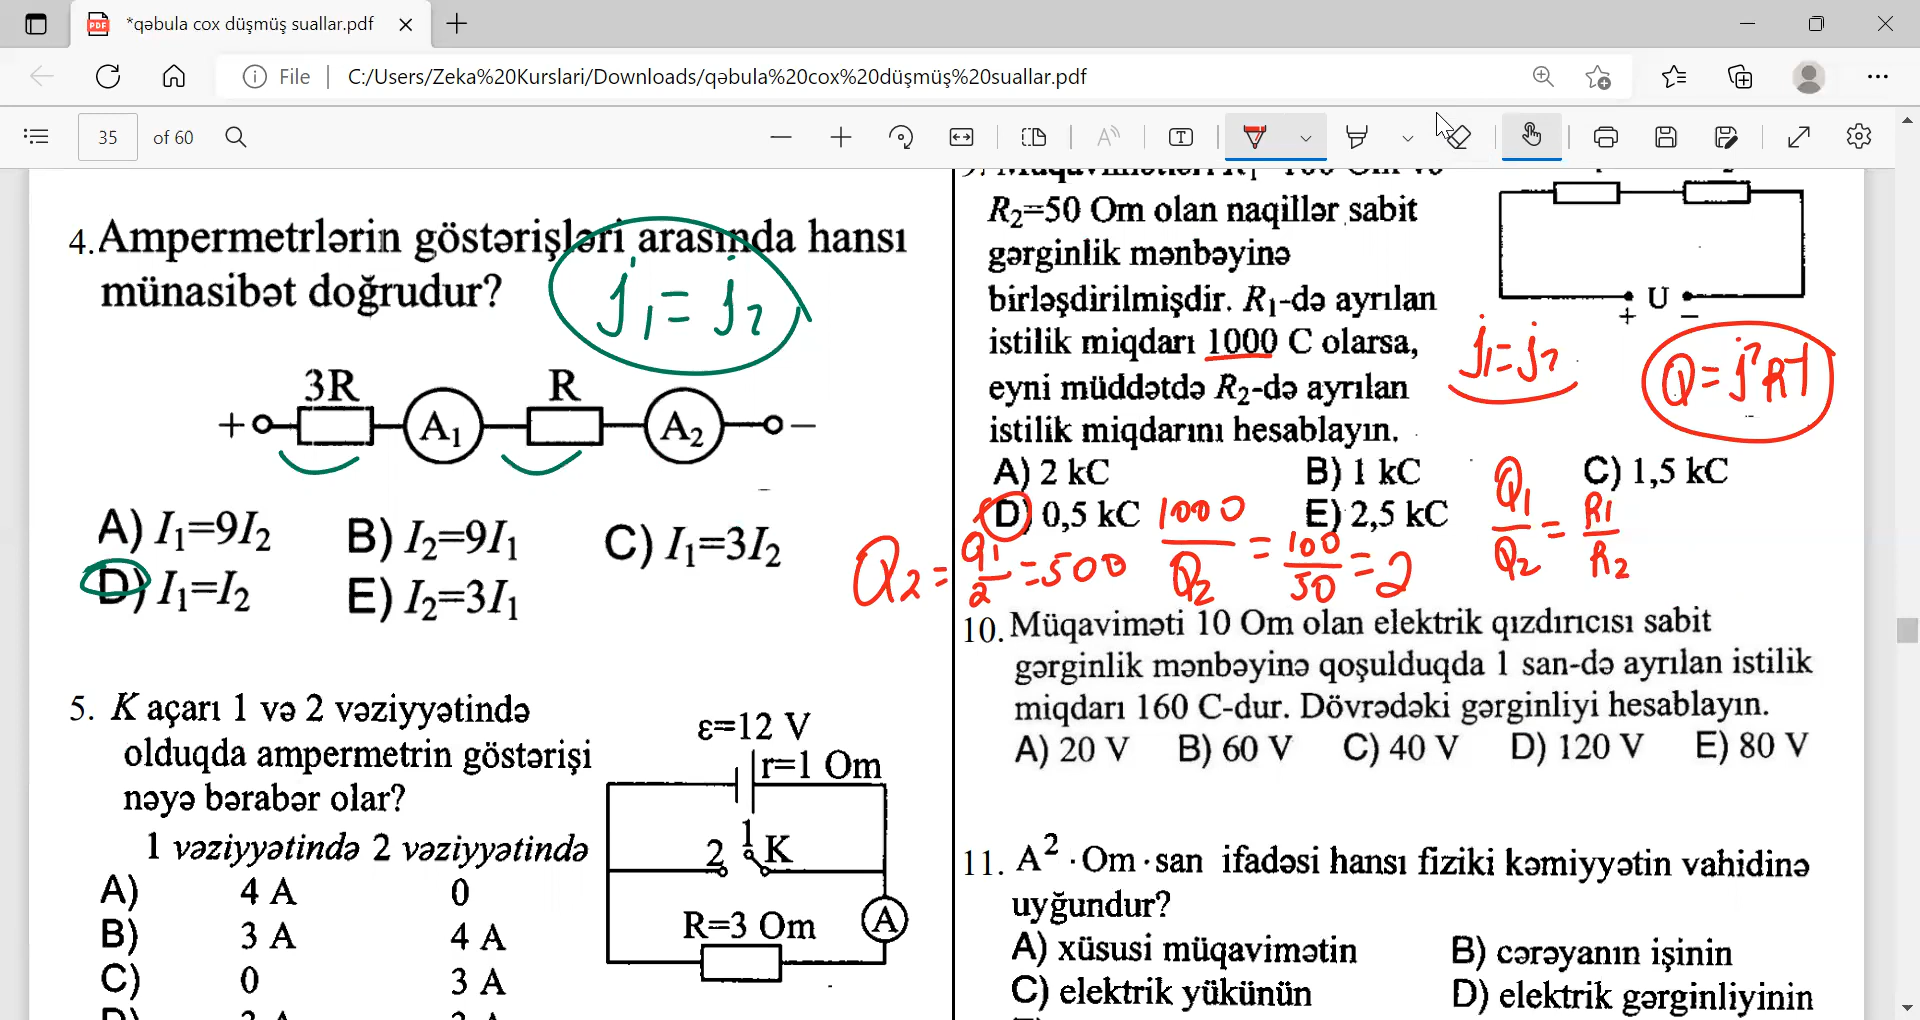 *qəbula cox düşmüş suallar.pdf
File
C:/Users/Zeka%20Kurslari/Downloads/qəbula%20cox%20düşmüş%20suallar.pdf
35 of 60
4. Ampermetrlərin göstərişləri arasında hansı
münasibət doğrudur?
j₁ = j₂
3R R
+ A₁ A₂ −
A) I₁=9I₂ B) I₂=9I₁ C) I₁=3I₂
D) I₁=I₂ E) I₂=3I₁
5. K açarı 1 və 2 vəziyyətində
olduqda ampermetrin göstərişi
nəyə bərabər olar?
1 vəziyyətində 2 vəziyyətində
A) 4 A 0
B) 3 A 4 A
C) 0 3 A
ε=12 V
r=1 Om
2 1 K
R=3 Om A
R₂=50 Om olan naqillər sabit
gərginlik mənbəyinə
birləşdirilmişdir. R₁-də ayrılan
istilik miqdarı 1000 C olarsa,
eyni müddətdə R₂-də ayrılan
istilik miqdarını hesablayın.
A) 2 kC B) 1 kC C) 1,5 kC
D) 0,5 kC E) 2,5 kC
U
+ −
j₁ = j₂
Q = j²Rt
Q₁/Q₂ = R₁/R₂
1000/Q₂ = 100/50 = 2
Q₂ = Q₁/2 = 500
10. Müqaviməti 10 Om olan elektrik qızdırıcısı sabit
gərginlik mənbəyinə qoşulduqda 1 san-də ayrılan istilik
miqdarı 160 C-dur. Dövrədəki gərginliyi hesablayın.
A) 20 V B) 60 V C) 40 V D) 120 V E) 80 V
11. A² · Om · san ifadəsi hansı fiziki kəmiyyətin vahidinə
uyğundur?
A) xüsusi müqavimətin B) cərəyanın işinin
C) elektrik yükünün D) elektrik gərginliyinin